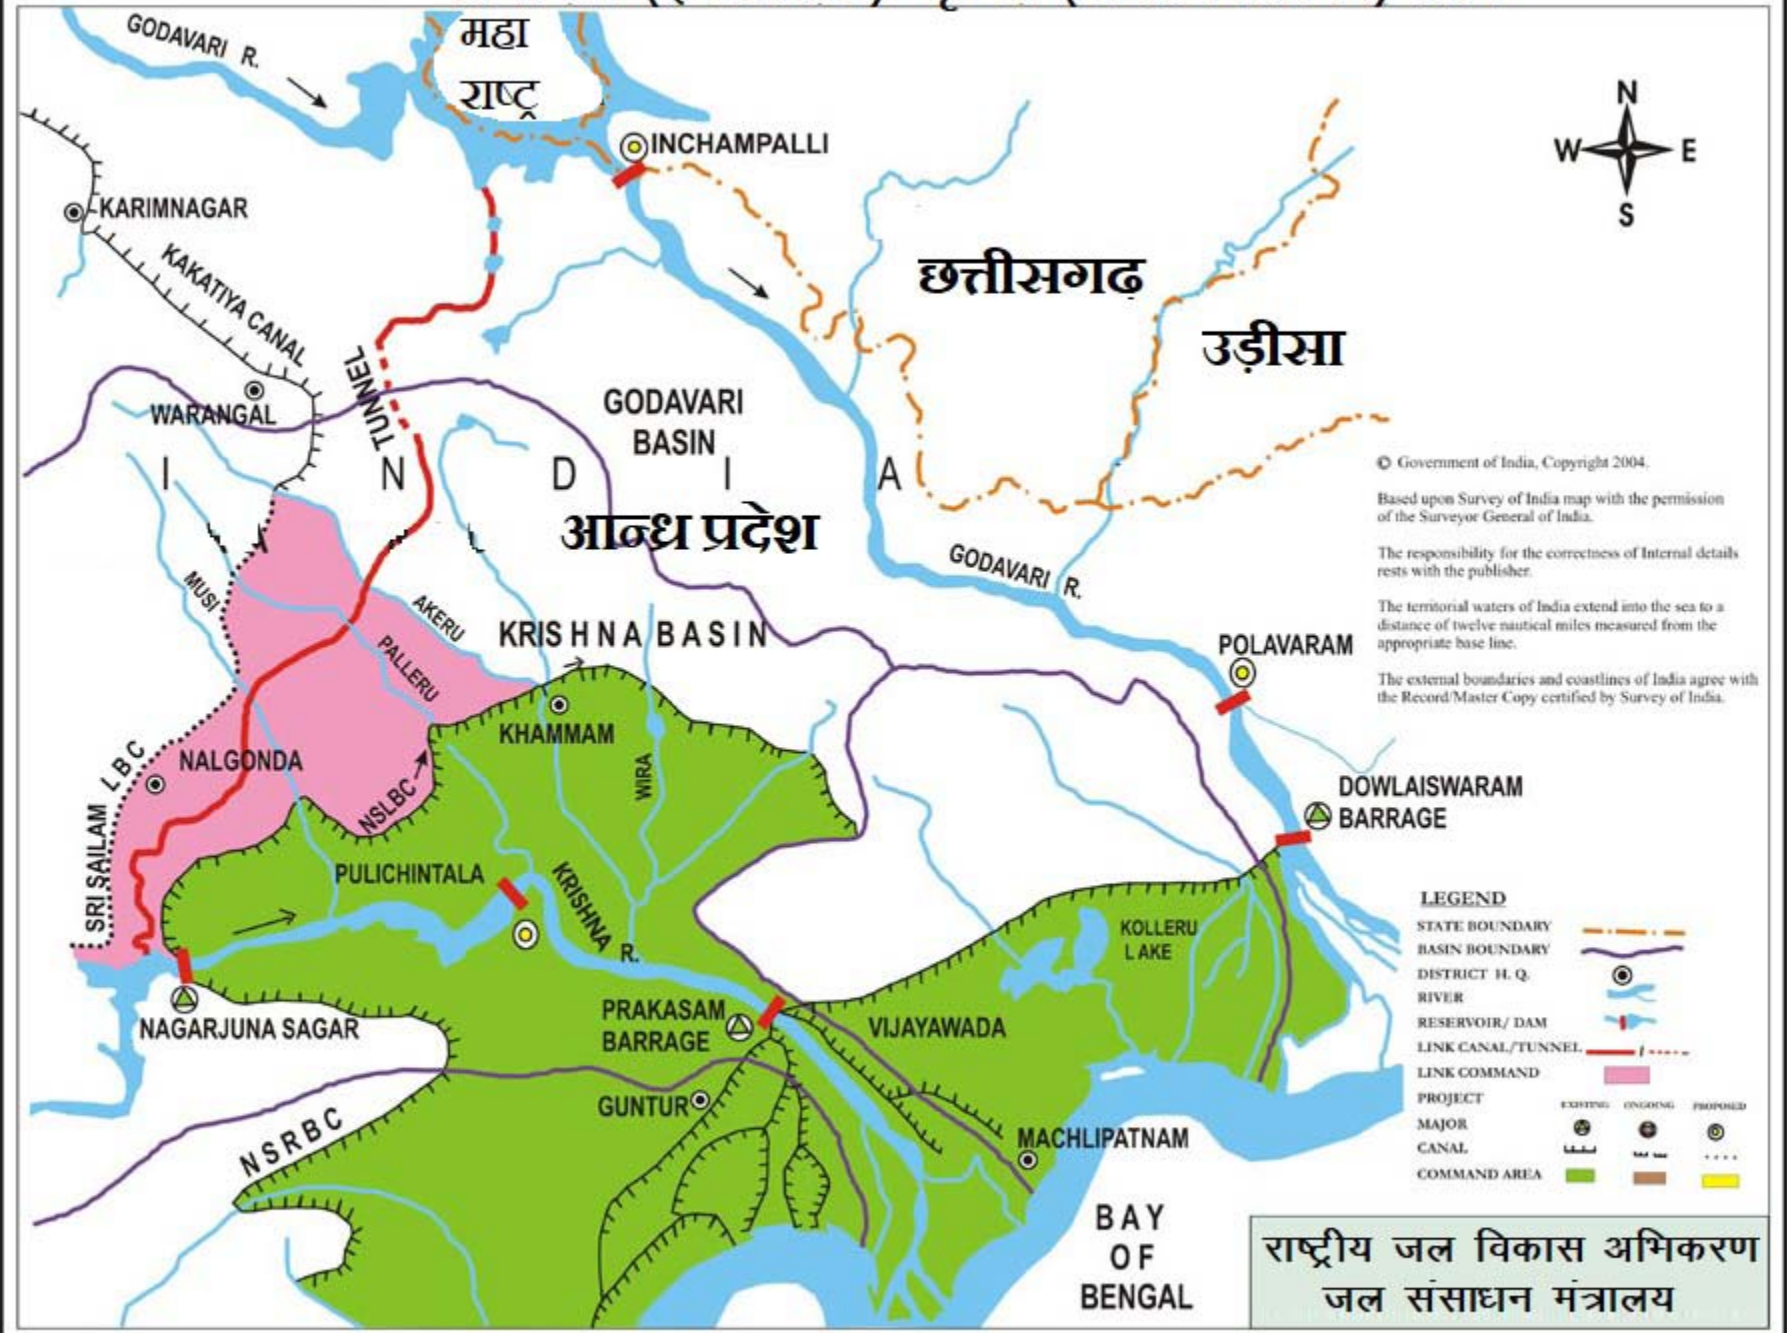 GODAVARI R.
महा
राष्ट्र
INCHAMPALLI
N
W E
S
KARIMNAGAR
KAKATIYA CANAL
छत्तीसगढ़
उड़ीसा
TUNNEL
WARANGAL
GODAVARI
BASIN
I N D I A
आन्ध्र प्रदेश
© Government of India, Copyright 2004.
Based upon Survey of India map with the permission
of the Surveyor General of India.
The responsibility for the correctness of Internal details
rests with the publisher.
The territorial waters of India extend into the sea to a
distance of twelve nautical miles measured from the
appropriate base line.
The external boundaries and coastlines of India agree with
the Record/Master Copy certified by Survey of India.
GODAVARI R.
MUSI
AKERU
PALLERU
KRISHNA BASIN
POLAVARAM
KHAMMAM
NALGONDA
SRI SAILAM LBC
NSLBC
WIRA
DOWLAISWARAM
BARRAGE
PULICHINTALA
KRISHNA R.
KOLLERU
LAKE
NAGARJUNA SAGAR
PRAKASAM
BARRAGE
VIJAYAWADA
GUNTUR
NSRBC
MACHLIPATNAM
BAY
OF
BENGAL
LEGEND
STATE BOUNDARY
BASIN BOUNDARY
DISTRICT H. Q.
RIVER
RESERVOIR/ DAM
LINK CANAL/TUNNEL
LINK COMMAND
PROJECT EXISTING ONGOING PROPOSED
MAJOR
CANAL
COMMAND AREA
राष्ट्रीय जल विकास अभिकरण
जल संसाधन मंत्रालय